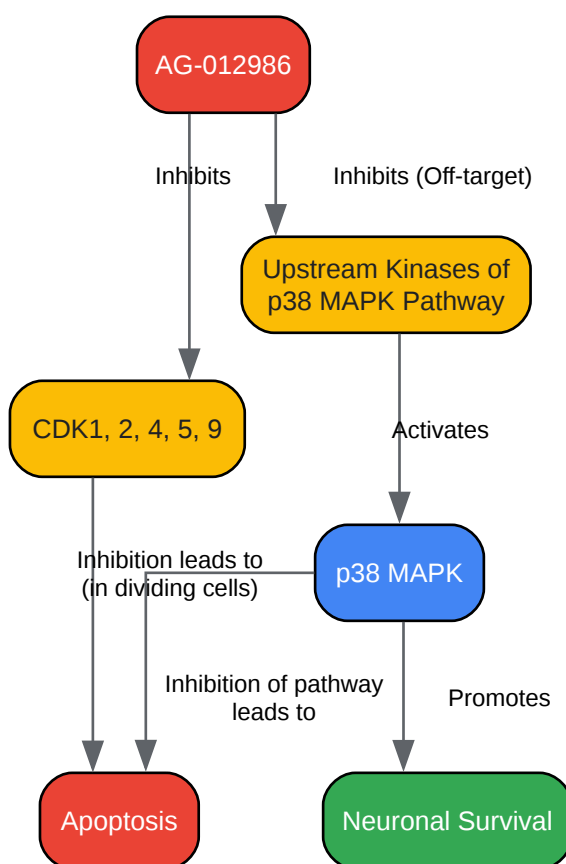 AG-012986
Inhibits
Inhibits (Off-target)
Upstream Kinases of
p38 MAPK Pathway
CDK1, 2, 4, 5, 9
Activates
Inhibition leads to
(in dividing cells)
p38 MAPK
Inhibition of pathway
leads to
Promotes
Apoptosis
Neuronal Survival